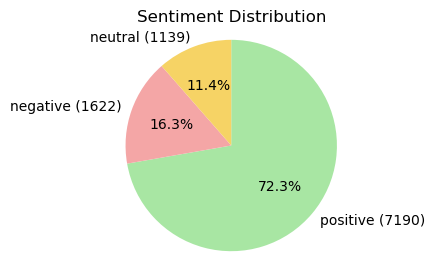 Sentiment Distribution
neutral (1139)
11.4%
negative (1622)
16.3%
72.3%
positive (7190)